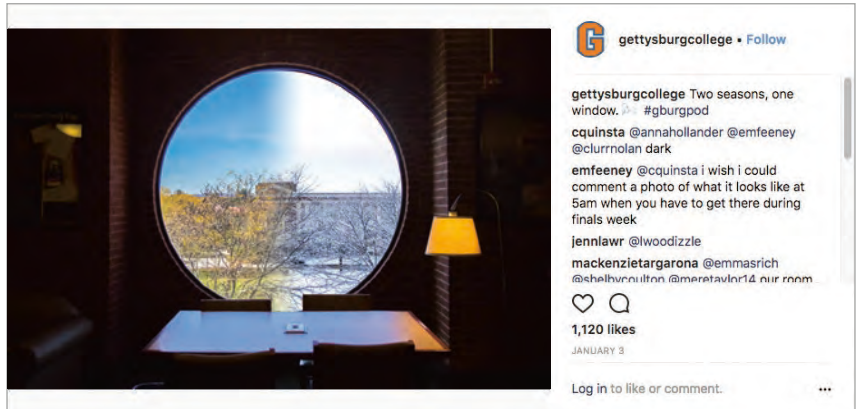 G
gettysburgcollege • Follow
gettysburgcollege Two seasons, one
window. #gburgpod
cquinsta @annahollander @emfeeney
@clurrnolan dark
emfeeney @cquinsta i wish i could
comment a photo of what it looks like at
5am when you have to get there during
finals week
jennlawr @lwoodizzle
mackenzietargarona @emmasrich
@shelbycoulton @meretaylor14 our room
1,120 likes
JANUARY 3
Log in to like or comment.